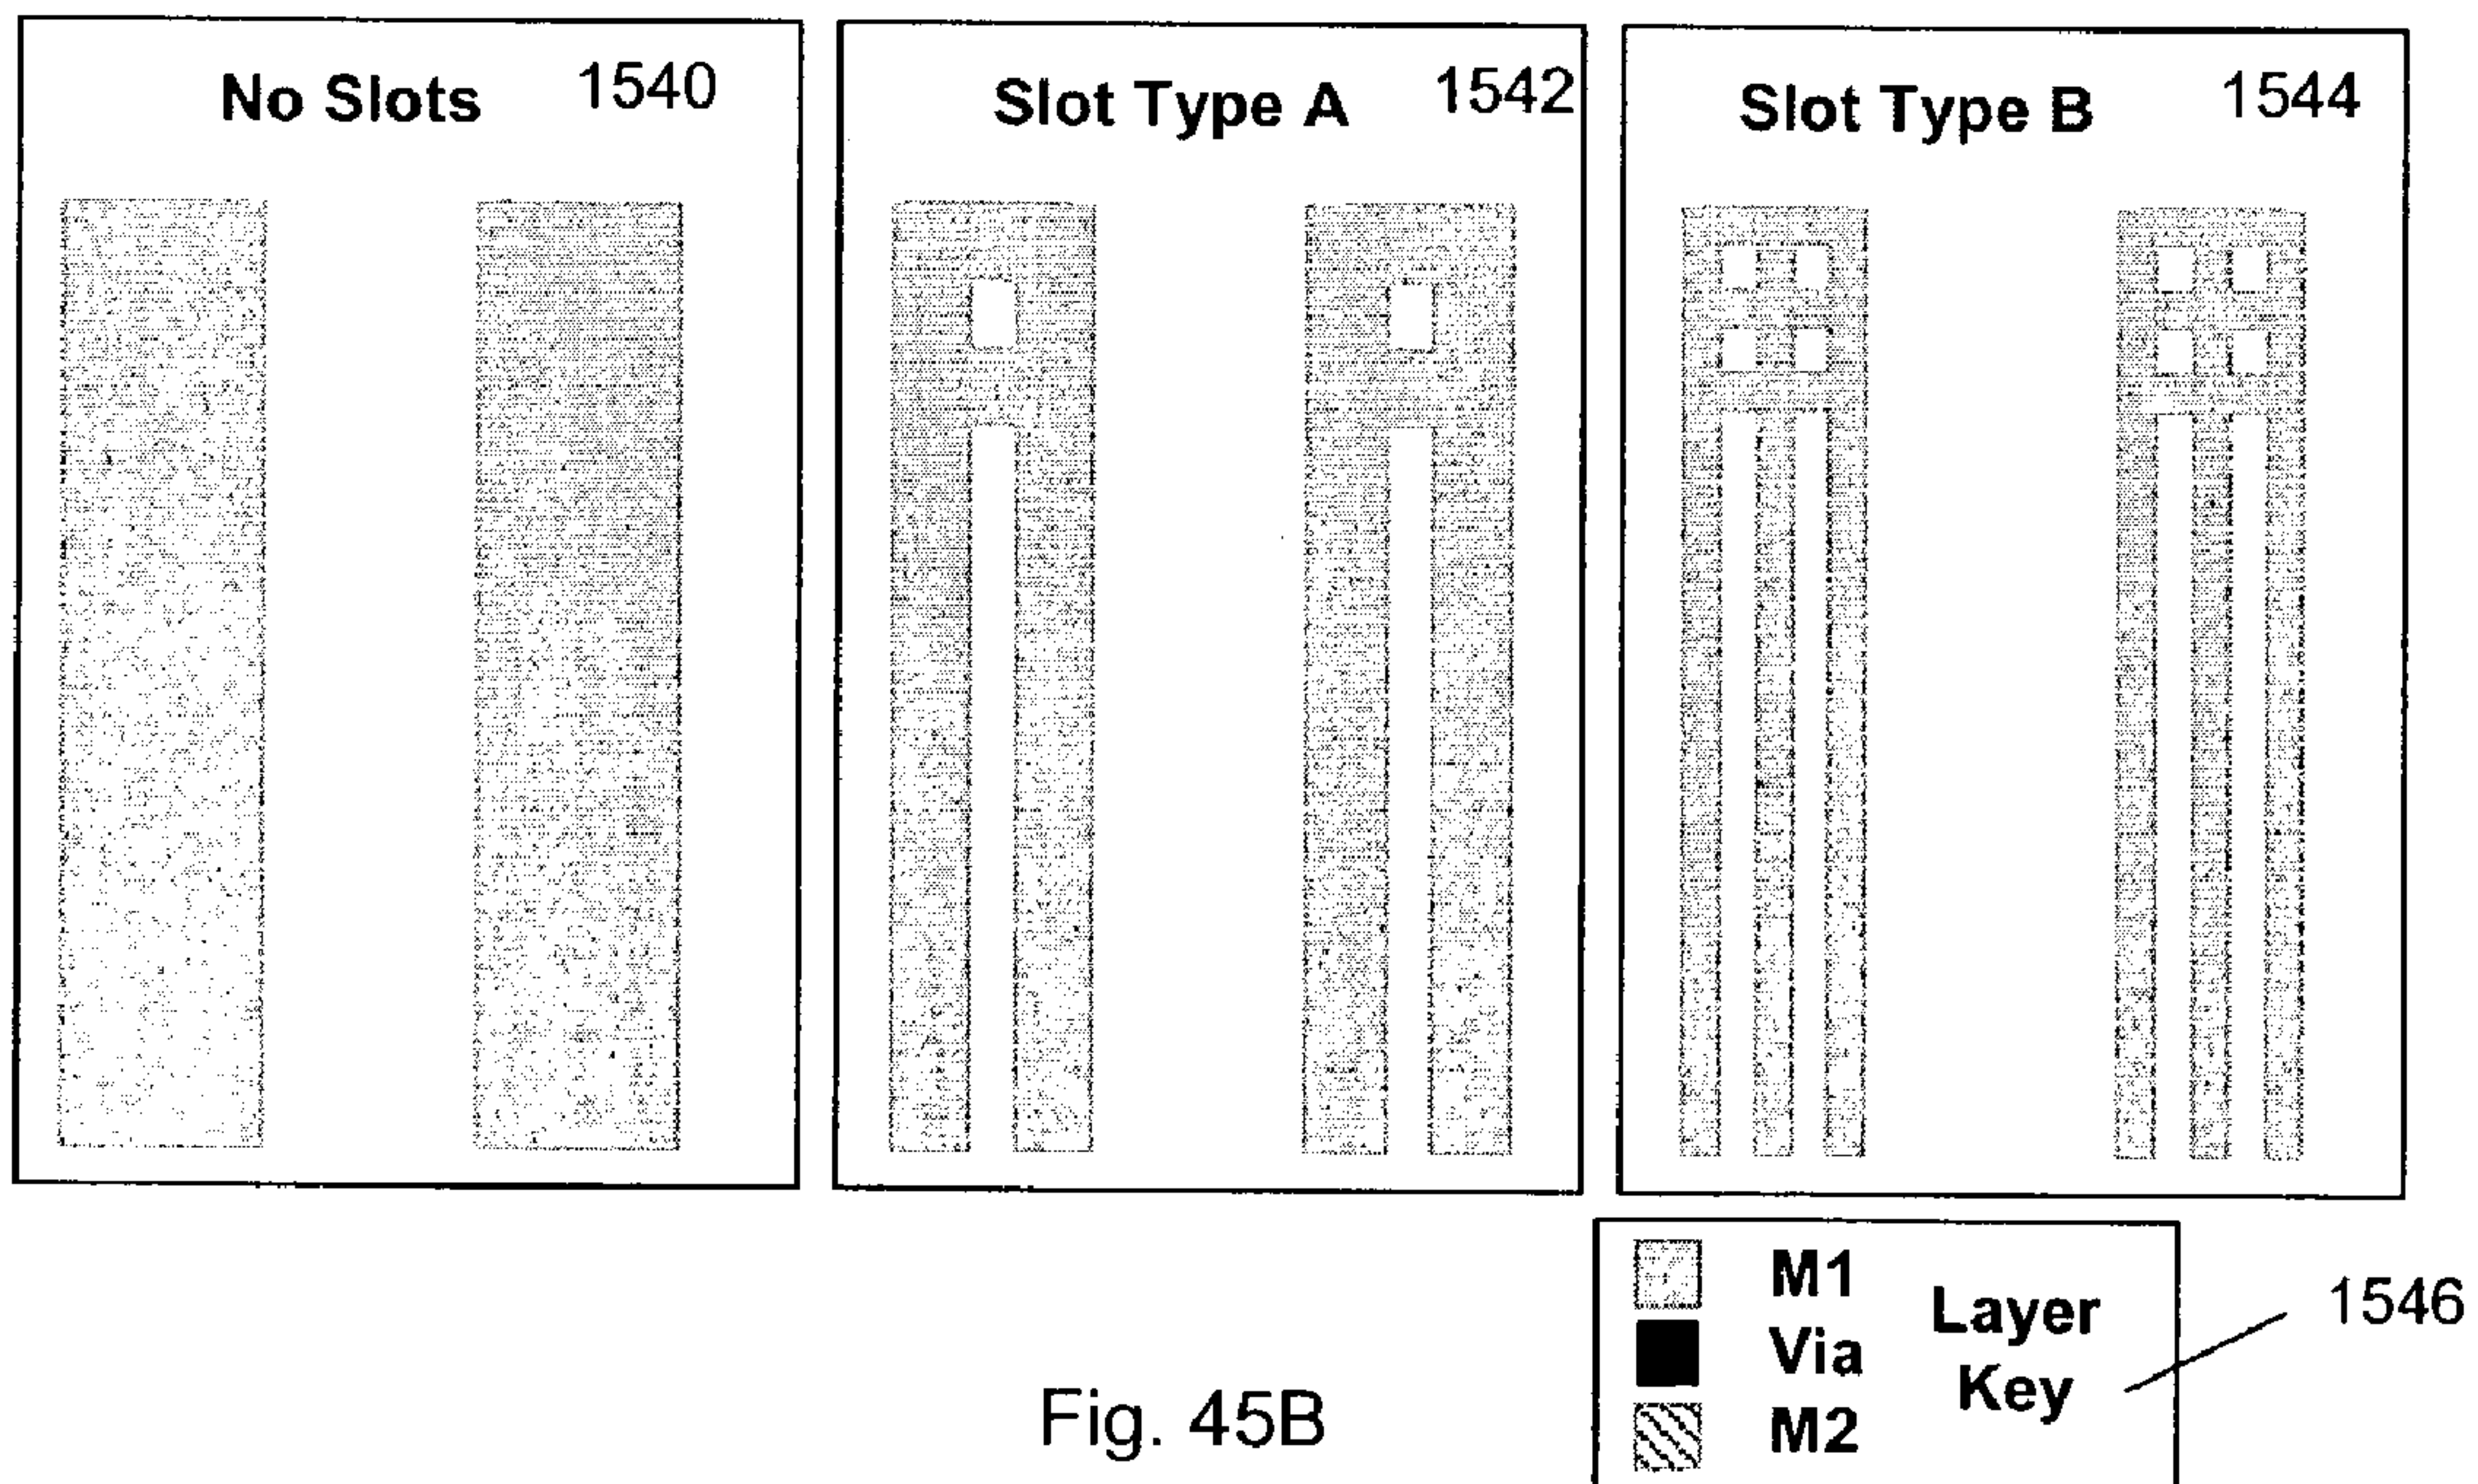 No Slots 1540
Slot Type A 1542
Slot Type B 1544
M1
Via
M2
Layer
Key
1546
Fig. 45B